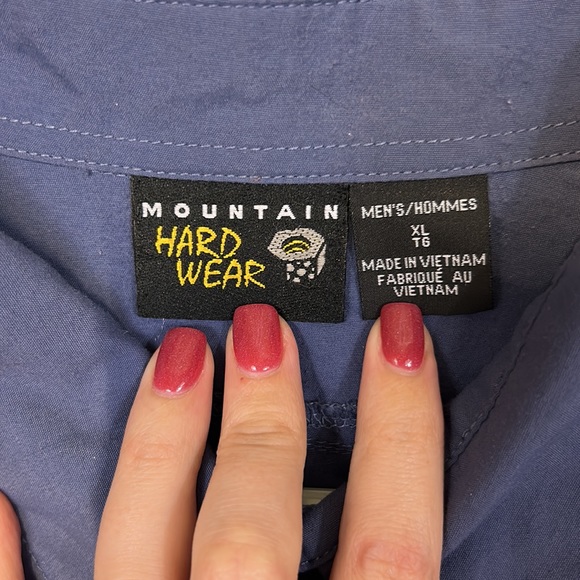 MOUNTAIN
HARD
WEAR
MEN'S/HOMMES
XL
TG
MADE IN VIETNAM
FABRIQUÉ AU
VIETNAM